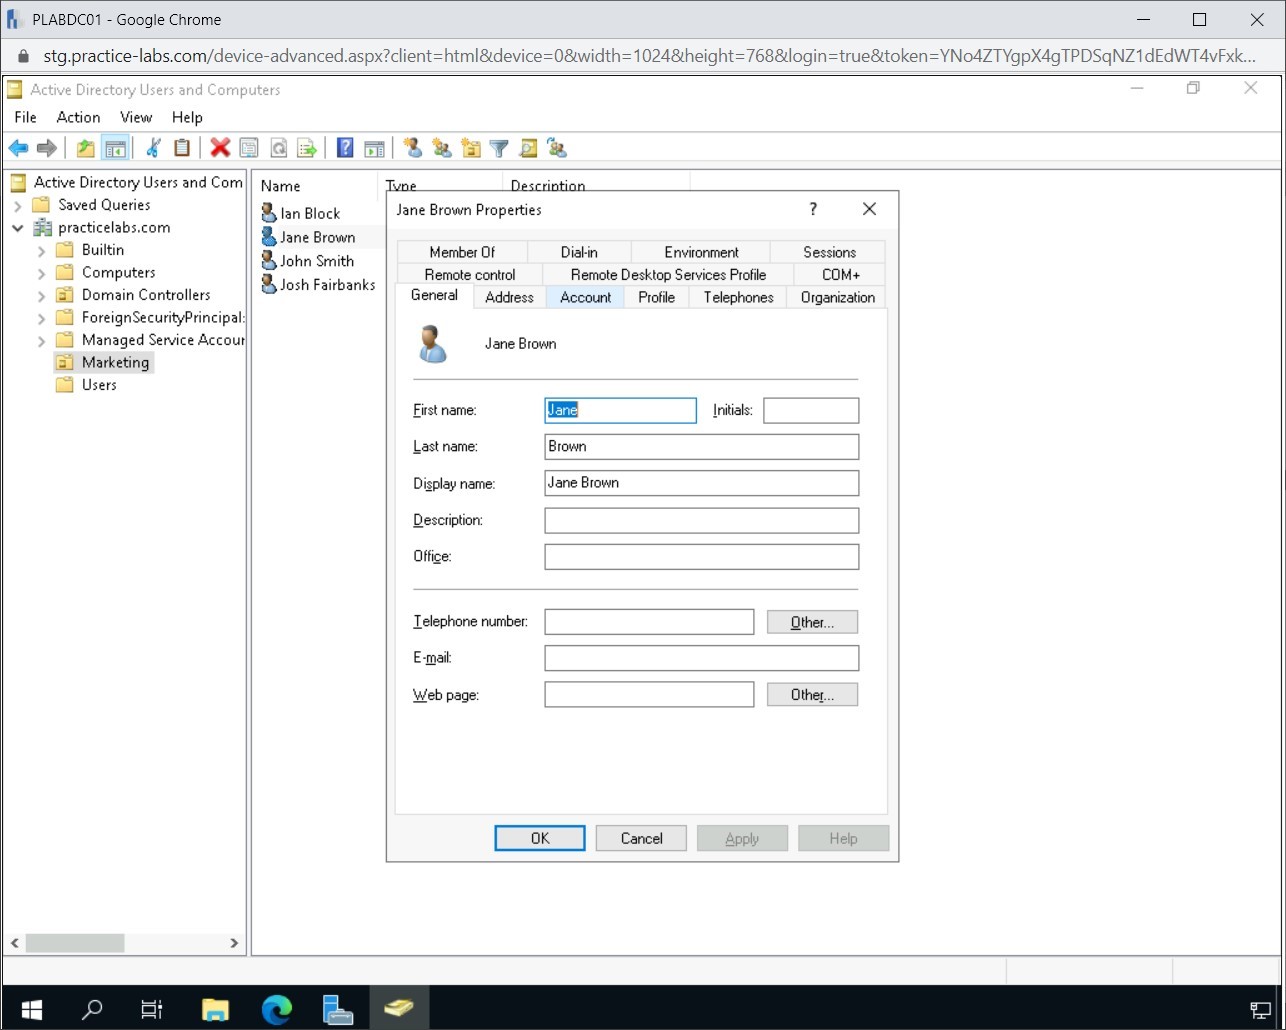 PLABDC01 - Google Chrome
stg.practice-labs.com/device-advanced.aspx?client=html&device=0&width=1024&height=768&login=true&token=YNo4ZTYgpX4gTPDSqNZ1dEdWT4vFxk...
Active Directory Users and Computers
File Action View Help
Active Directory Users and Com
Saved Queries
practicelabs.com
Builtin
Computers
Domain Controllers
ForeignSecurityPrincipal:
Managed Service Accour
Marketing
Users
Name Type Description
Ian Block
Jane Brown
John Smith
Josh Fairbanks
Jane Brown Properties ?
Member Of Dial-in Environment Sessions
Remote control Remote Desktop Services Profile COM+
General Address Account Profile Telephones Organization
Jane Brown
First name: Jane Initials:
Last name: Brown
Display name: Jane Brown
Description:
Office:
Telephone number: Other...
E-mail:
Web page: Other...
OK Cancel Apply Help